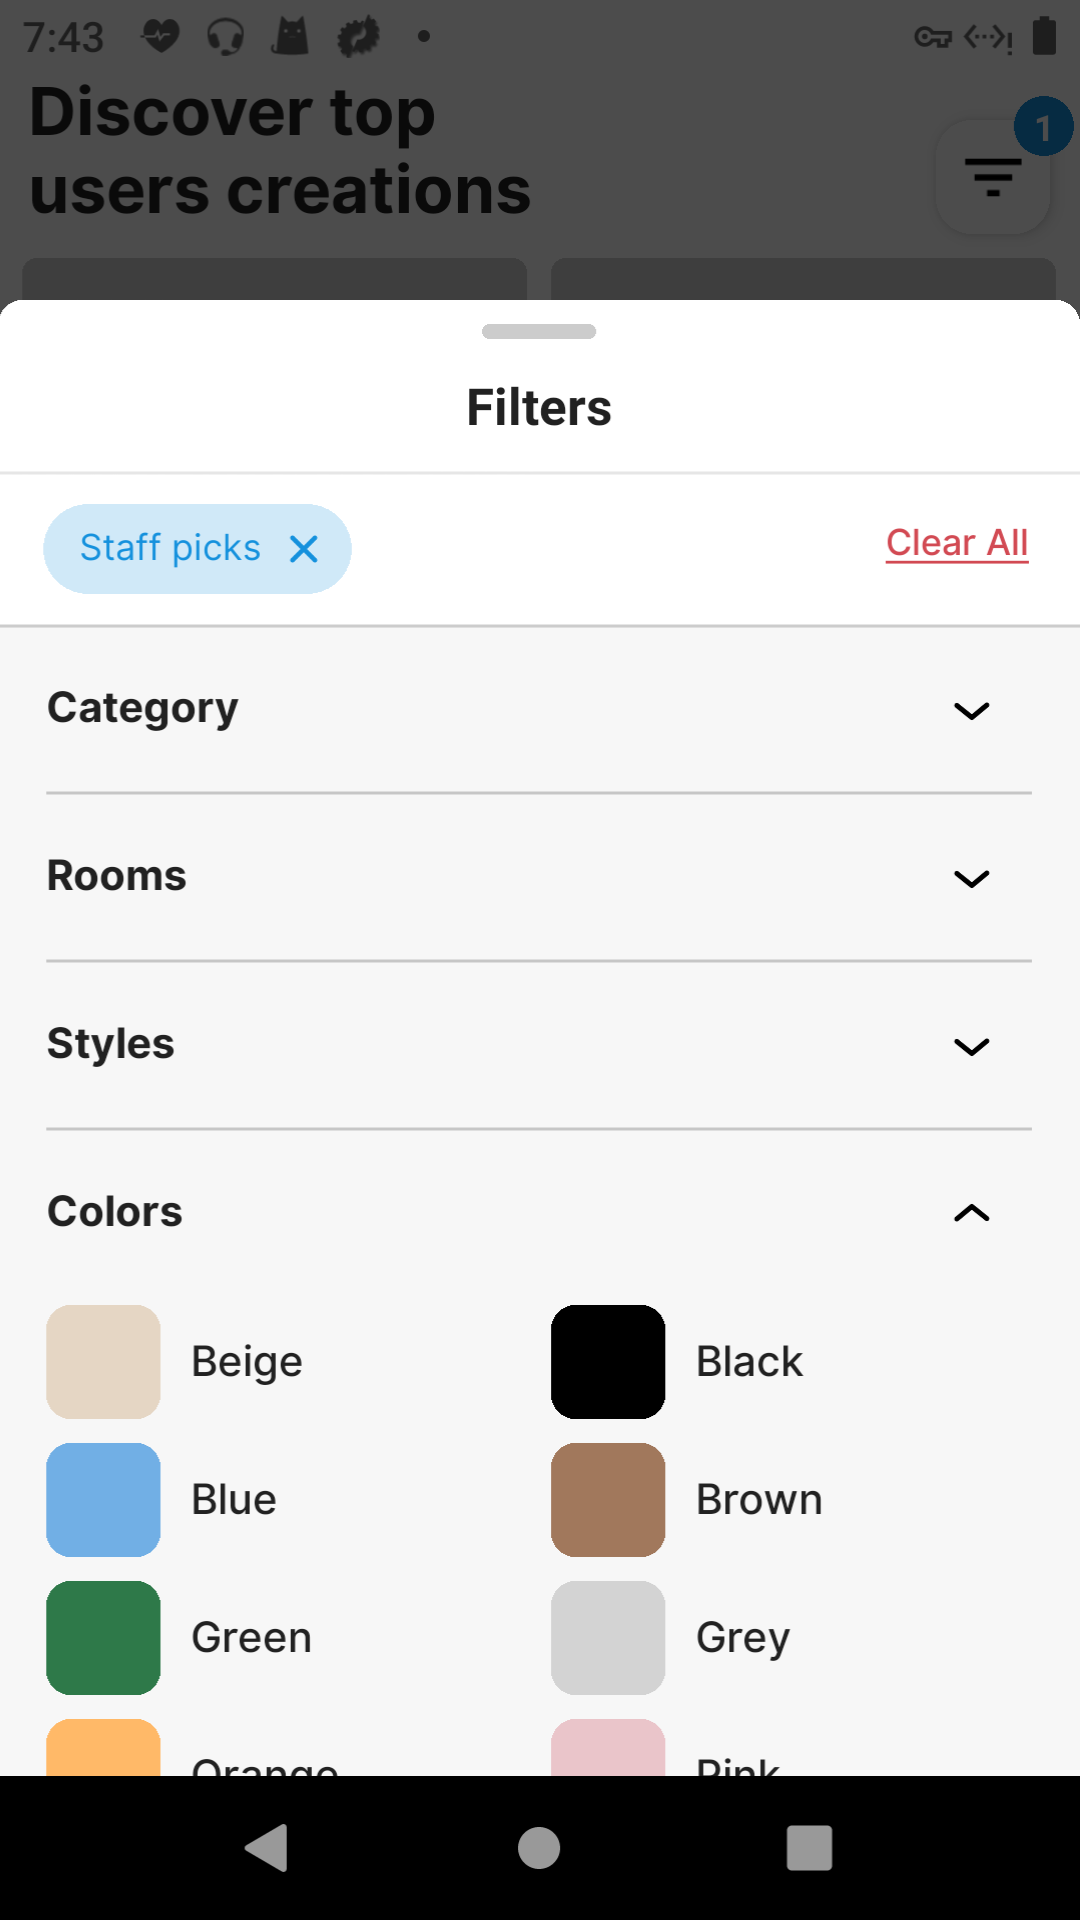 7:43
Discover top
users creations
1
Filters
Staff picks
Clear All
Category
Rooms
Styles
Colors
Beige
Black
Blue
Brown
Green
Grey
Orange
Pink